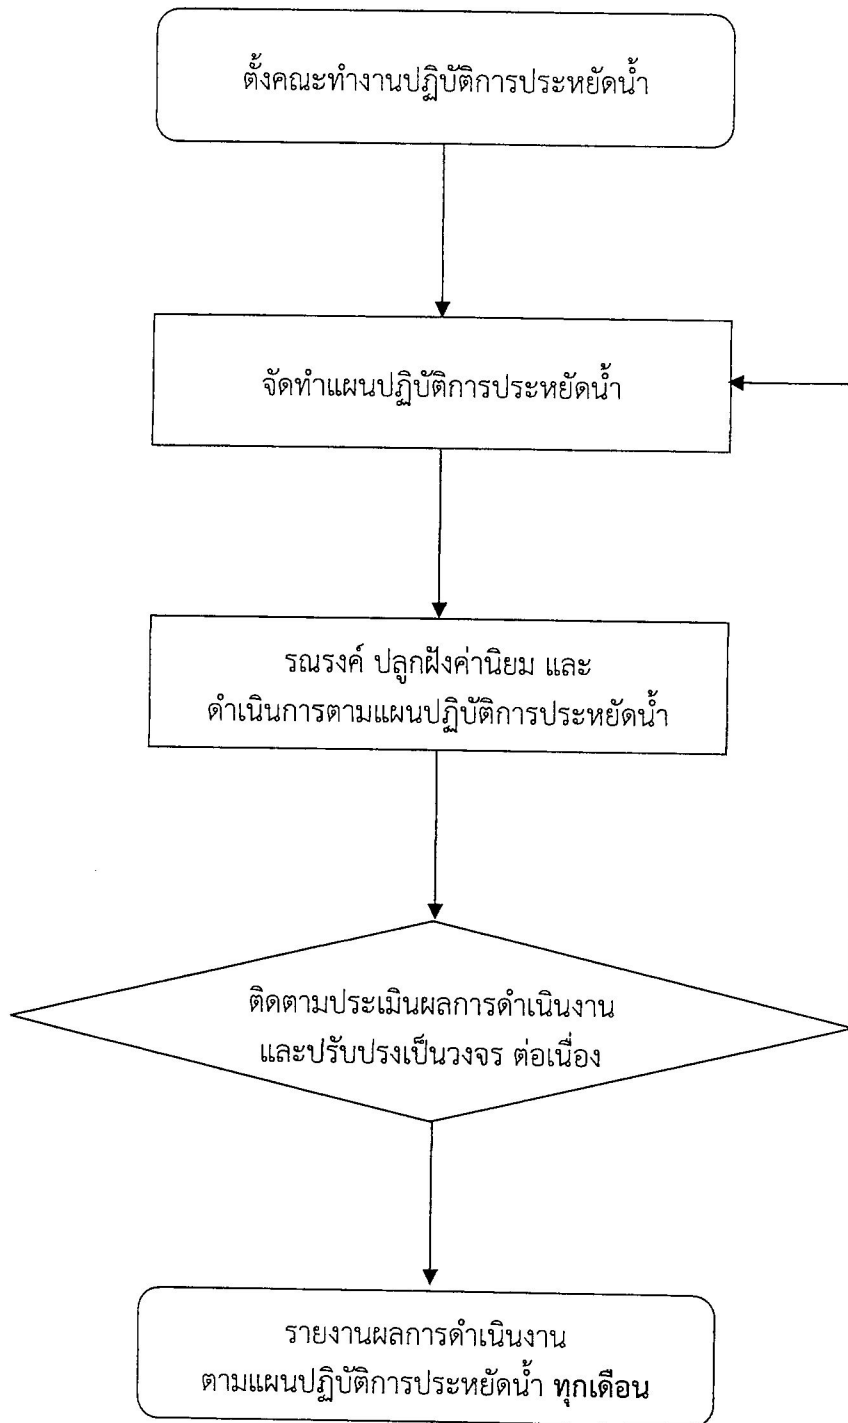 ตั้งคณะทำงานปฏิบัติการประหยัดน้ำ
จัดทำแผนปฏิบัติการประหยัดน้ำ
รณรงค์ ปลูกฝังค่านิยม และ
ดำเนินการตามแผนปฏิบัติการประหยัดน้ำ
ติดตามประเมินผลการดำเนินงาน
และปรับปรุงเป็นวงจร ต่อเนื่อง
รายงานผลการดำเนินงาน
ตามแผนปฏิบัติการประหยัดน้ำ ทุกเดือน